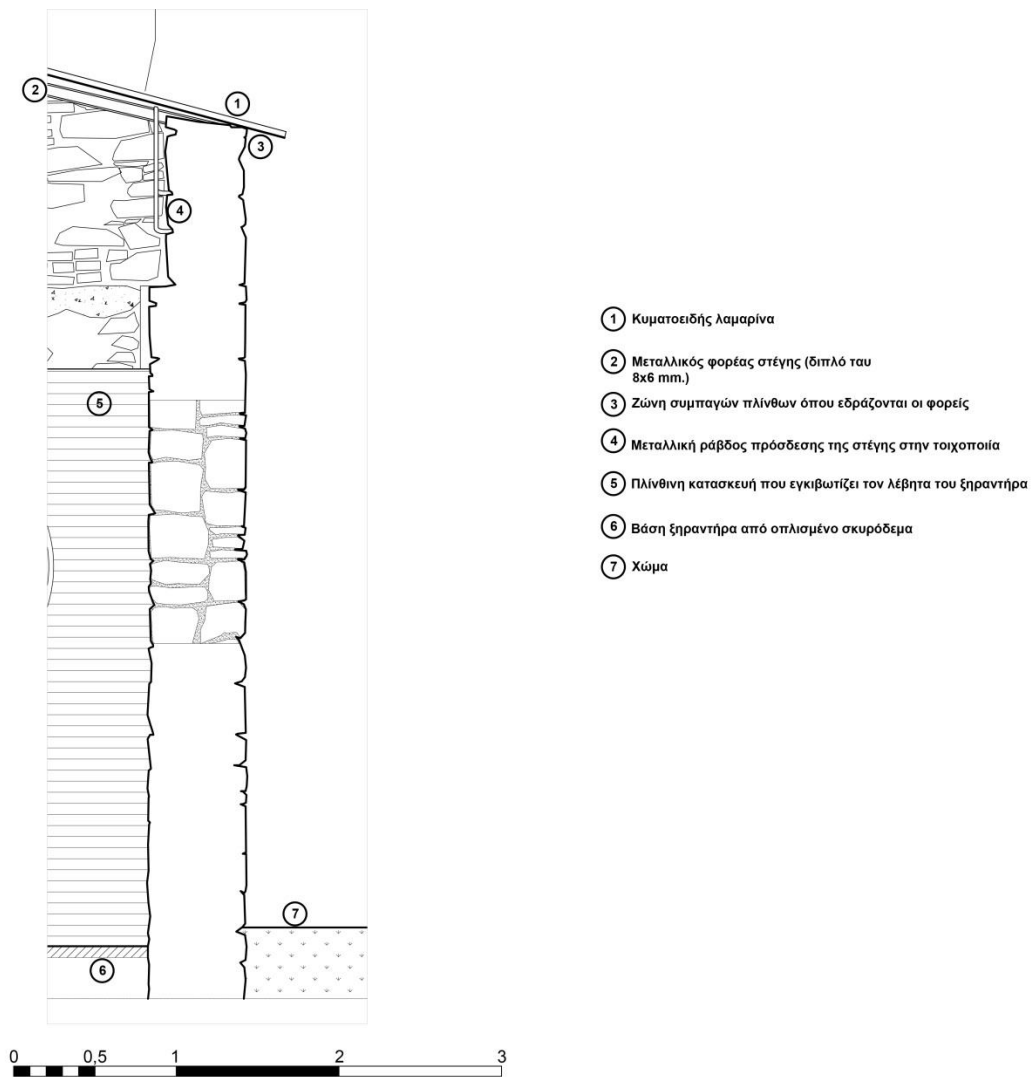 2
1
3
4
5
7
6
1 Κυματοειδής λαμαρίνα
2 Μεταλλικός φορέας στέγης (διπλό ταυ
8x6 mm.)
3 Ζώνη συμπαγών πλίνθων όπου εδράζονται οι φορείς
4 Μεταλλική ράβδος πρόσδεσης της στέγης στην τοιχοποιία
5 Πλίνθινη κατασκευή που εγκιβωτίζει τον λέβητα του ξηραντήρα
6 Βάση ξηραντήρα από οπλισμένο σκυρόδεμα
7 Χώμα
0 0,5 1 2 3